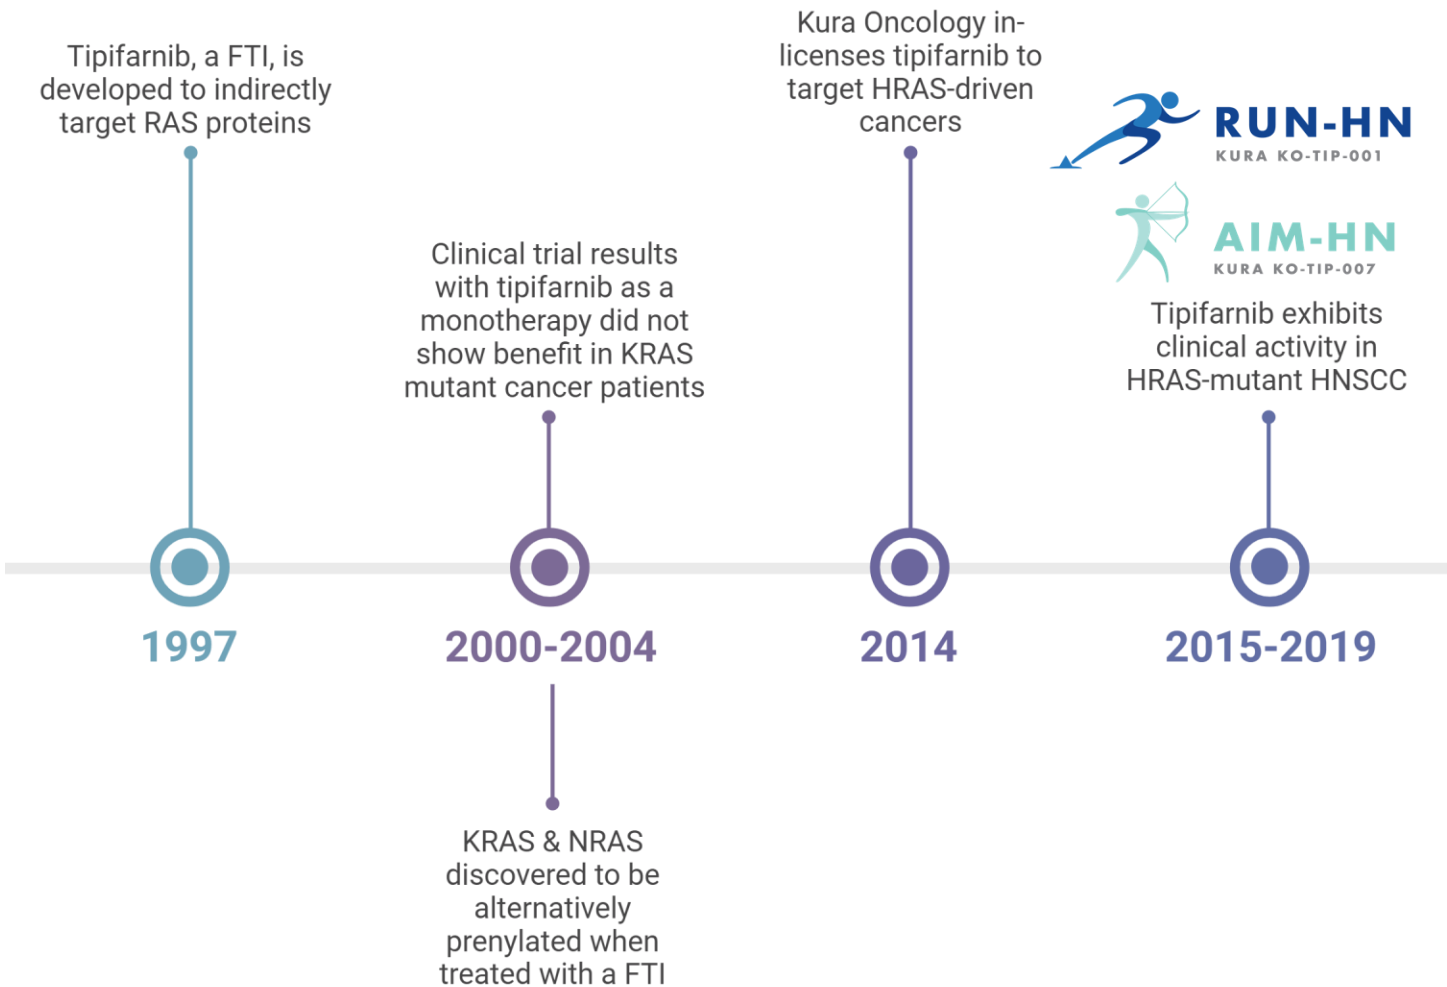 Tipifarnib, a FTI, is
developed to indirectly
target RAS proteins
Clinical trial results
with tipifarnib as a
monotherapy did not
show benefit in KRAS
mutant cancer patients
Kura Oncology in-
licenses tipifarnib to
target HRAS-driven
cancers
RUN-HN
KURA KO-TIP-001
AIM-HN
KURA KO-TIP-007
Tipifarnib exhibits
clinical activity in
HRAS-mutant HNSCC
1997
2000-2004
2014
2015-2019
KRAS & NRAS
discovered to be
alternatively
prenylated when
treated with a FTI